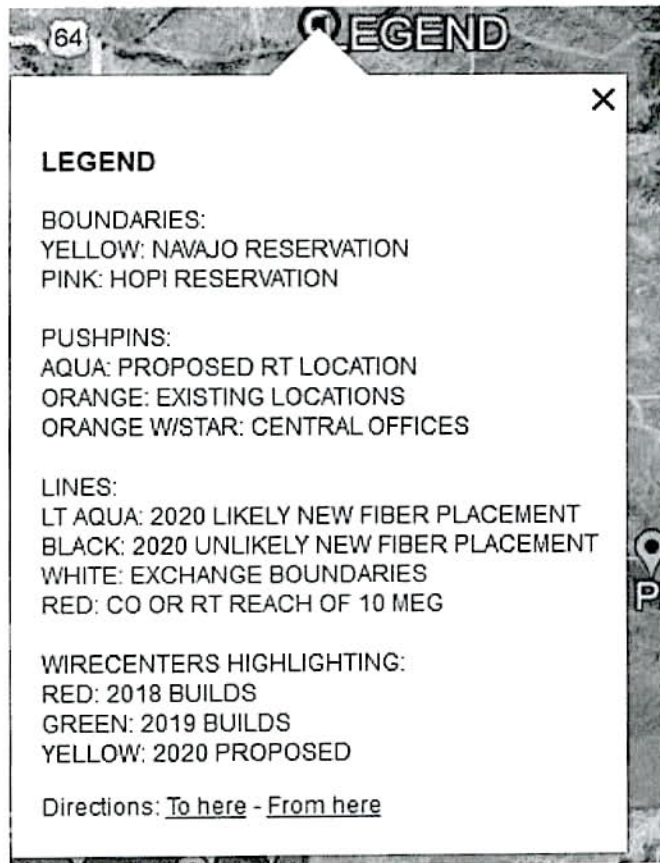 64
LEGEND
LEGEND
BOUNDARIES:
YELLOW: NAVAJO RESERVATION
PINK: HOPI RESERVATION
PUSHPINS:
AQUA: PROPOSED RT LOCATION
ORANGE: EXISTING LOCATIONS
ORANGE W/STAR: CENTRAL OFFICES
LINES:
LT AQUA: 2020 LIKELY NEW FIBER PLACEMENT
BLACK: 2020 UNLIKELY NEW FIBER PLACEMENT
WHITE: EXCHANGE BOUNDARIES
RED: CO OR RT REACH OF 10 MEG
P
WIRECENTERS HIGHLIGHTING:
RED: 2018 BUILDS
GREEN: 2019 BUILDS
YELLOW: 2020 PROPOSED
Directions: To here - From here